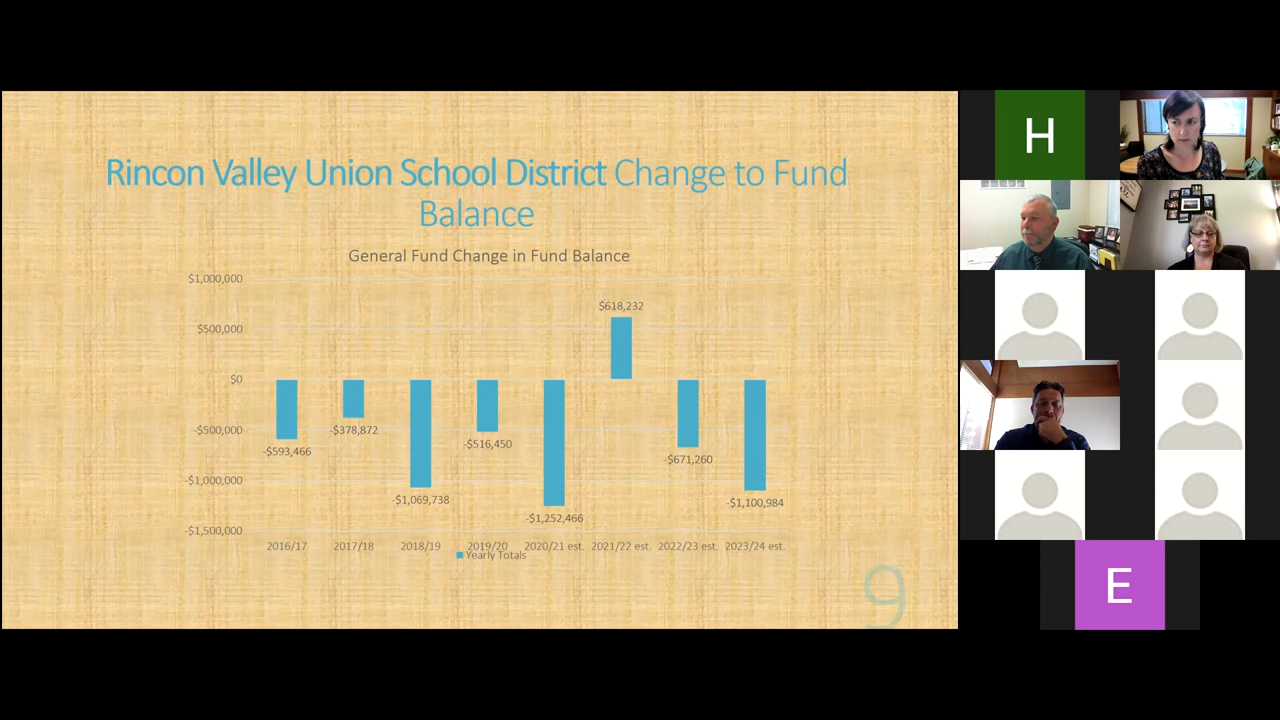 Rincon Valley Union School District Change to Fund
Balance
General Fund Change in Fund Balance
$1,000,000
$500,000
$0
-$500,000
-$1,000,000
-$1,500,000
-$593,466
-$378,872
-$1,069,738
-$516,450
-$1,252,466
$618,232
-$671,260
-$1,100,984
2016/17 2017/18 2018/19 2019/20 2020/21 est. 2021/22 est. 2022/23 est. 2023/24 est.
Yearly Totals
9
H
E